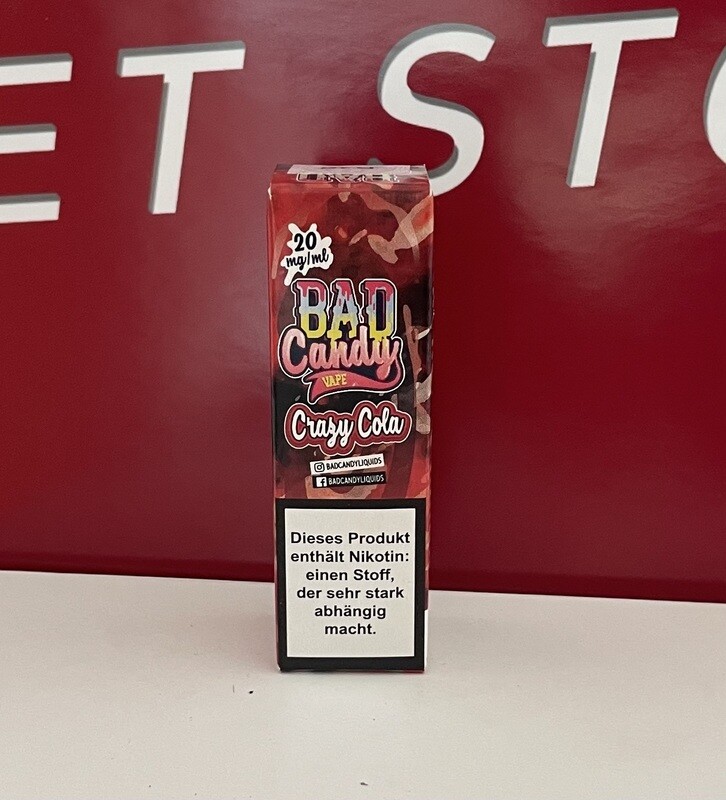 ET STO
20
mg/ml
BAD
Candy
VAPE
Crazy Cola
BADCANDYLIQUIDS
BADCANDYLIQUIDS
Dieses Produkt
enthält Nikotin:
einen Stoff,
der sehr stark
abhängig
macht.